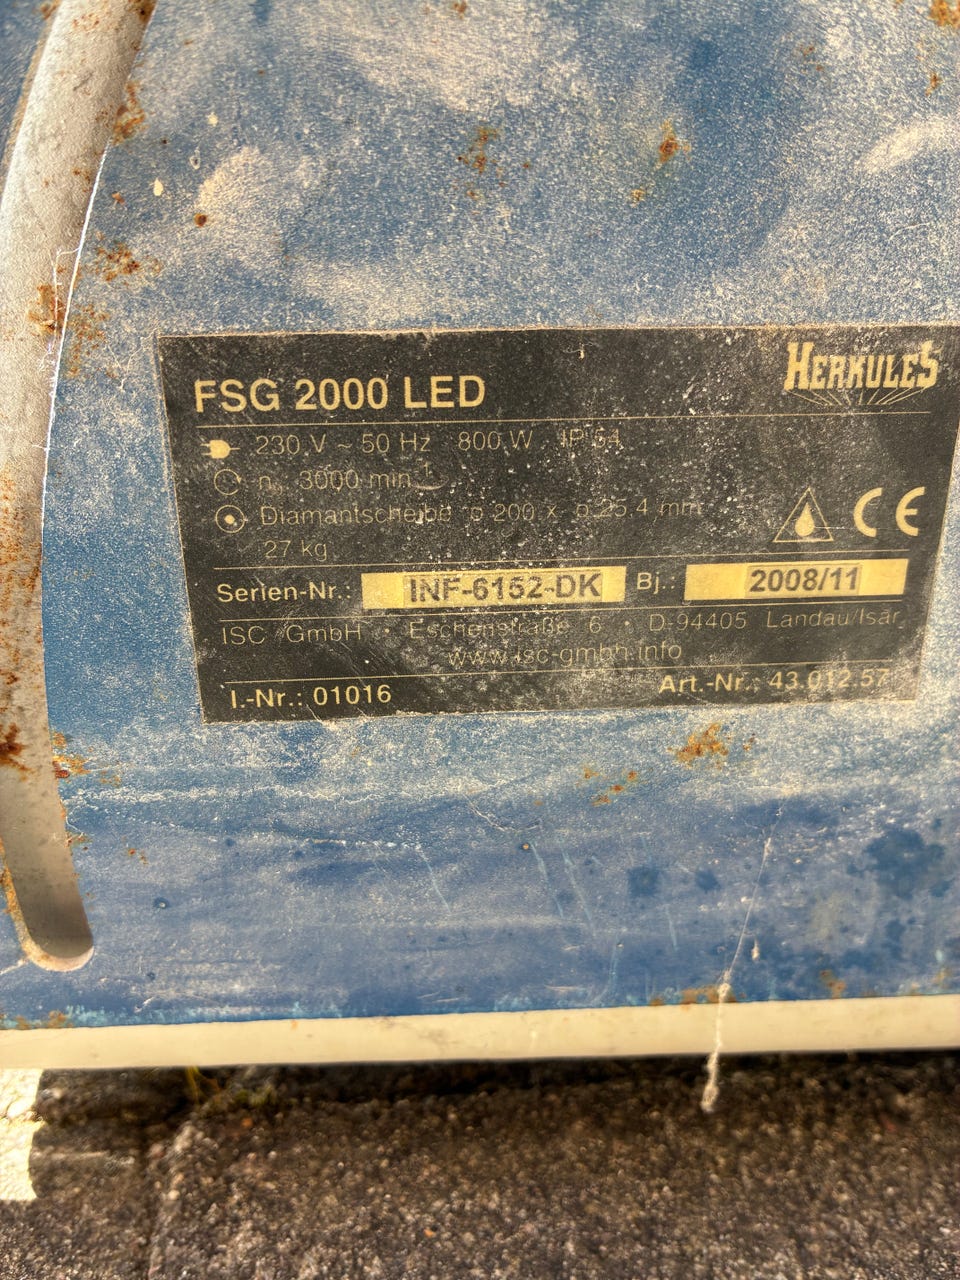 HERKULES
FSG 2000 LED
230 V ~ 50 Hz 800 W IP 54
n₀ 3000 min⁻¹
Diamantscheibe ø 200 x ø 25,4 mm
27 kg
CE
Serien-Nr.: INF-6152-DK Bj.: 2008/11
ISC GmbH · Eschenstraße 6 · D-94405 Landau/Isar
www.isc-gmbh.info
I.-Nr.: 01016 Art.-Nr.: 43.012.57